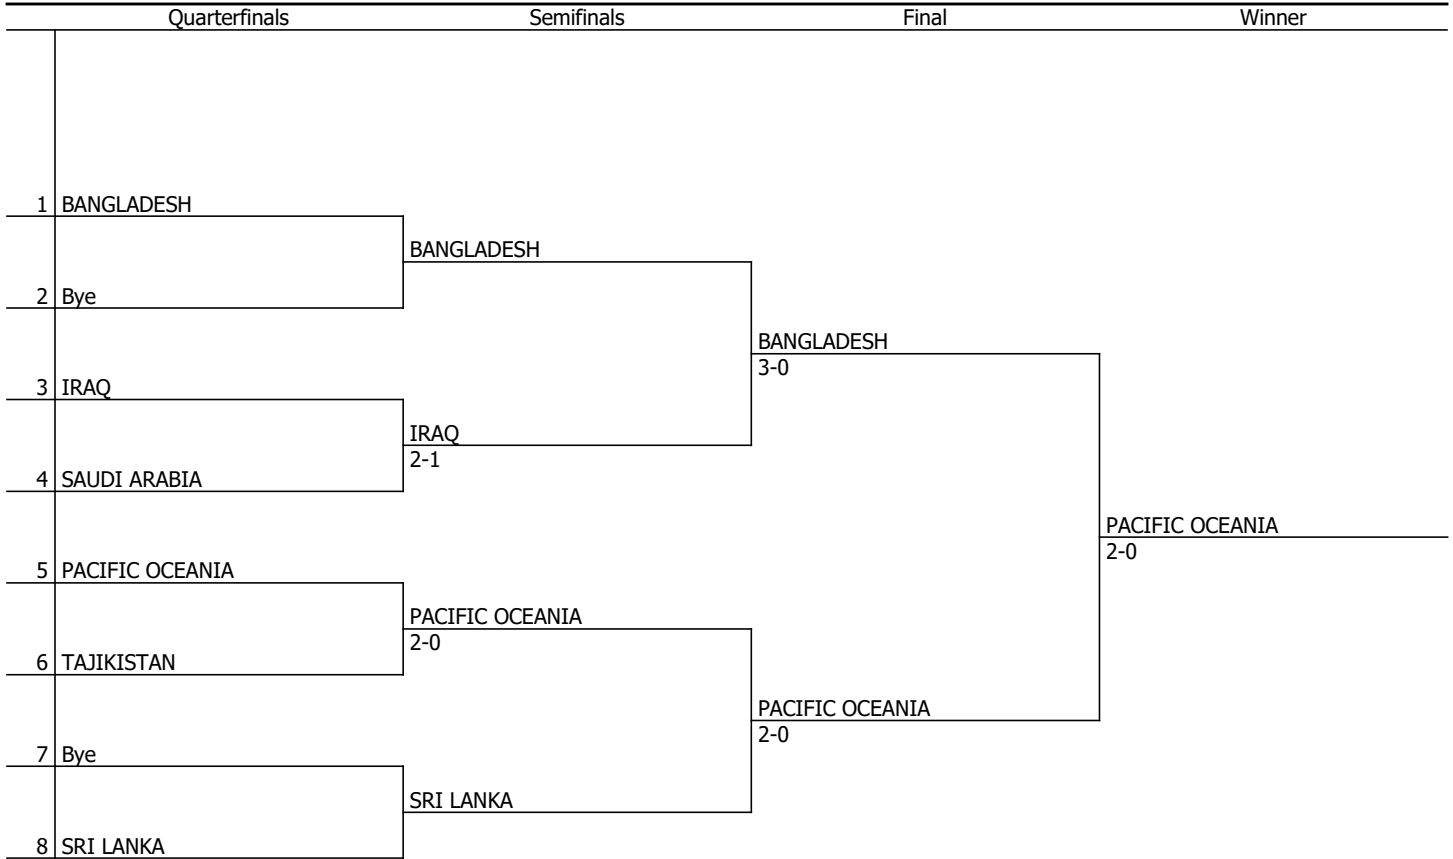 Quarterfinals Semifinals Final Winner
1 BANGLADESH
BANGLADESH
2 Bye
BANGLADESH
3-0
3 IRAQ
IRAQ
2-1
4 SAUDI ARABIA
PACIFIC OCEANIA
2-0
5 PACIFIC OCEANIA
PACIFIC OCEANIA
2-0
6 TAJIKISTAN
PACIFIC OCEANIA
2-0
7 Bye
SRI LANKA
8 SRI LANKA